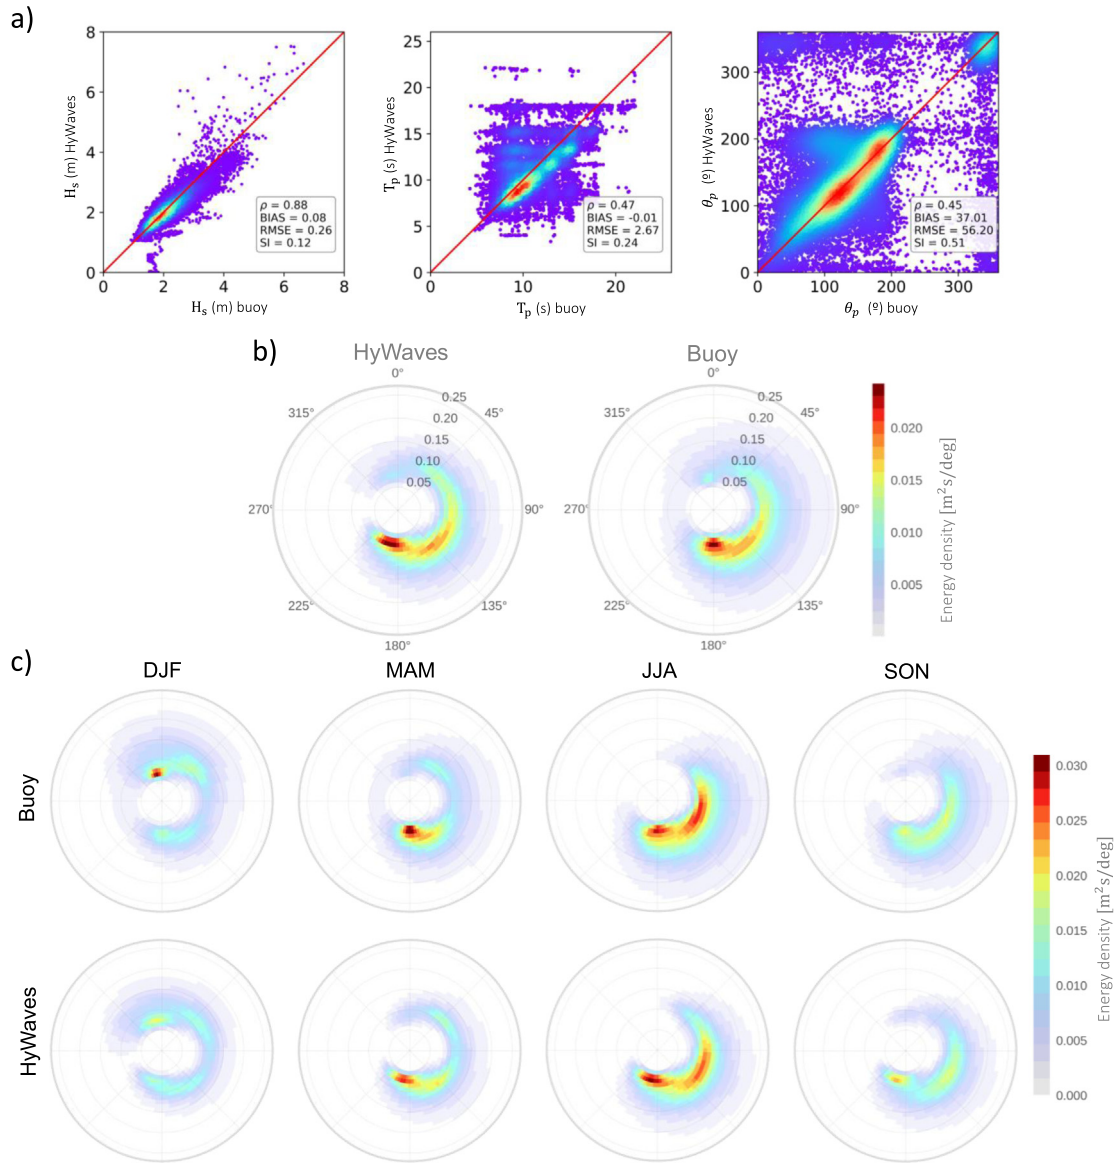 a)
8
6
4
2
0
0
2
4
6
8
Hₛ (m) HyWaves
Hₛ (m) buoy
ρ = 0.88
BIAS = 0.08
RMSE = 0.26
SI = 0.12
25
20
15
10
5
0
0
10
20
Tₚ (s) HyWaves
Tₚ (s) buoy
ρ = 0.47
BIAS = -0.01
RMSE = 2.67
SI = 0.24
300
200
100
0
0
100
200
300
θₚ (º) HyWaves
θₚ (º) buoy
ρ = 0.45
BIAS = 37.01
RMSE = 56.20
SI = 0.51
b)
HyWaves
Buoy
0°
45°
90°
135°
180°
225°
270°
315°
0.25
0.20
0.15
0.10
0.05
0°
45°
90°
135°
180°
225°
270°
315°
0.25
0.20
0.15
0.10
0.05
0.020
0.015
0.010
0.005
Energy density [m²s/deg]
c)
DJF
MAM
JJA
SON
Buoy
HyWaves
0.030
0.025
0.020
0.015
0.010
0.005
0.000
Energy density [m²s/deg]